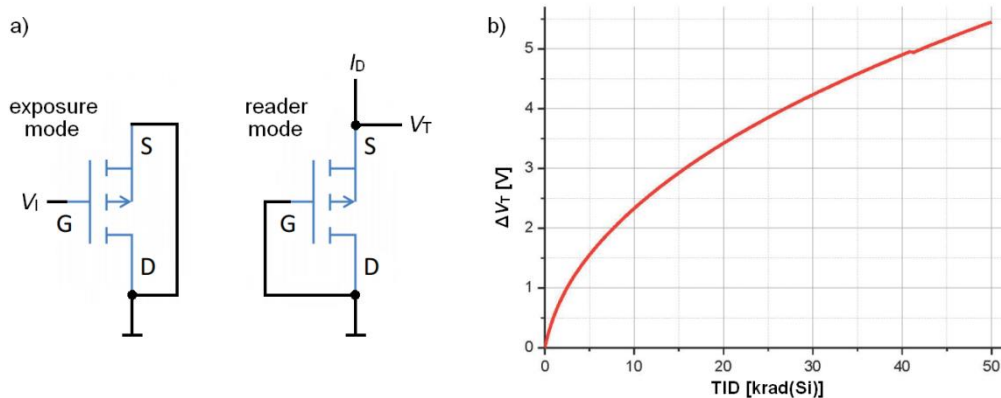 a)
exposure
mode
S
V_I
G
D
reader
mode
I_D
V_T
S
G
D
b)
ΔV_T [V]
5
4
3
2
1
0
0 10 20 30 40 50
TID [krad(Si)]